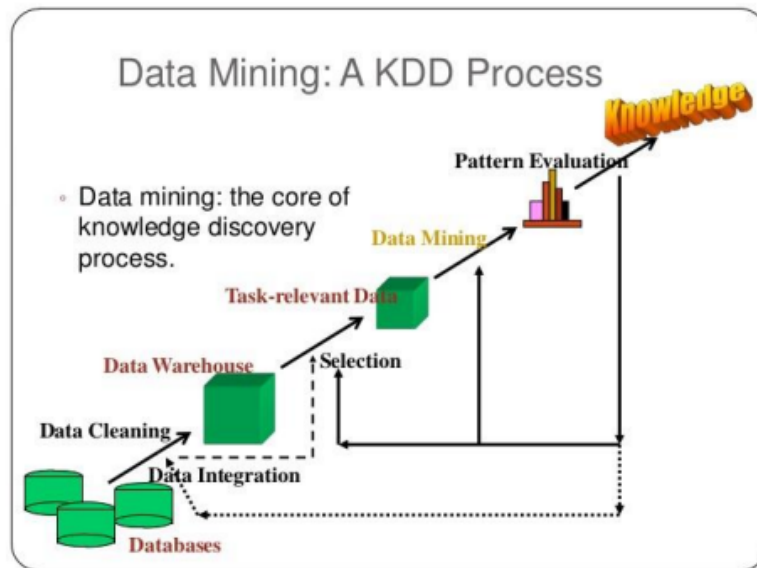 Data Mining: A KDD Process
Knowledge
Pattern Evaluation
◦ Data mining: the core of
knowledge discovery
process.
Data Mining
Task-relevant Data
Data Warehouse
Selection
Data Cleaning
Data Integration
Databases